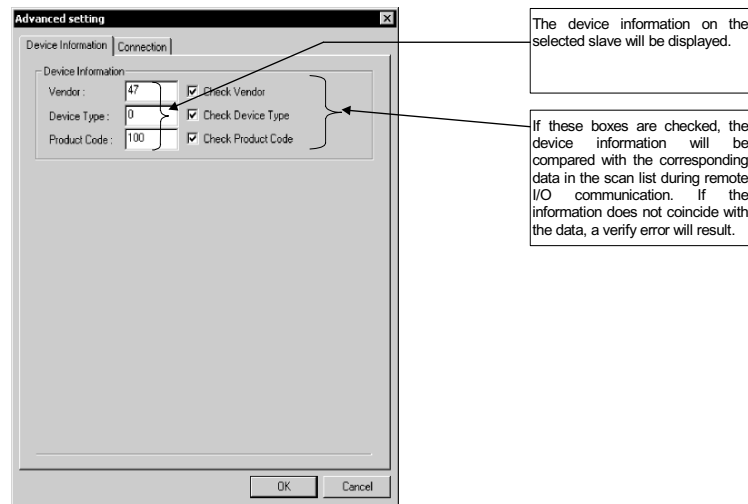 Advanced setting
Device Information Connection
Device Information
Vendor : 47 Check Vendor
Device Type : 0 Check Device Type
Product Code : 100 Check Product Code
OK Cancel
The device information on the
selected slave will be displayed.
If these boxes are checked, the
device information will be
compared with the corresponding
data in the scan list during remote
I/O communication. If the
information does not coincide with
the data, a verify error will result.